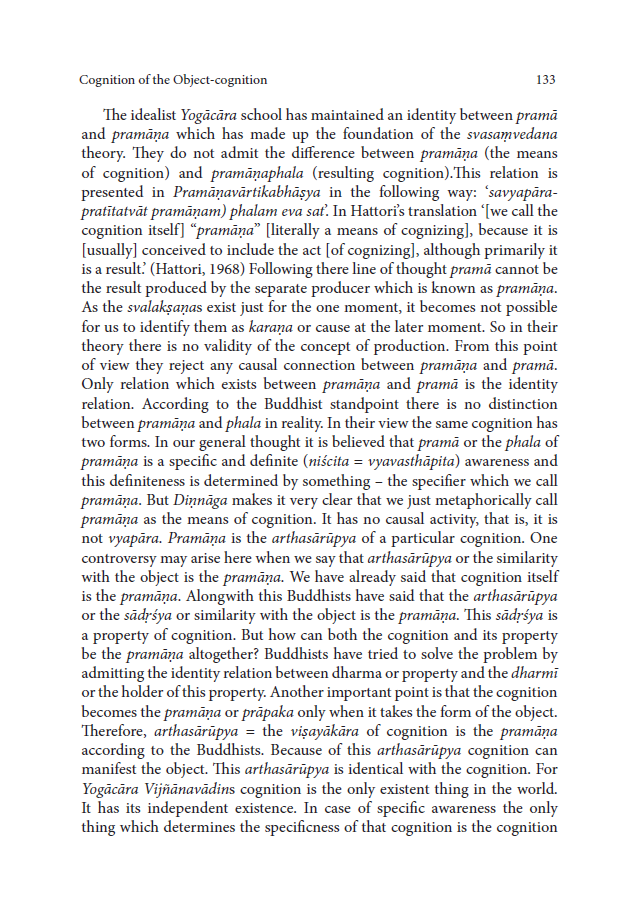 Cognition of the Object-cognition 133
The idealist Yogācāra school has maintained an identity between pramā
and pramāṇa which has made up the foundation of the svasaṃvedana
theory. They do not admit the difference between pramāṇa (the means
of cognition) and pramāṇaphala (resulting cognition).This relation is
presented in Pramāṇavārtikabhāṣya in the following way: ‘savyapāra-
pratītatvāt pramāṇam) phalam eva sat’. In Hattori’s translation ‘[we call the
cognition itself] “pramāṇa” [literally a means of cognizing], because it is
[usually] conceived to include the act [of cognizing], although primarily it
is a result.’ (Hattori, 1968) Following there line of thought pramā cannot be
the result produced by the separate producer which is known as pramāṇa.
As the svalakṣaṇas exist just for the one moment, it becomes not possible
for us to identify them as karaṇa or cause at the later moment. So in their
theory there is no validity of the concept of production. From this point
of view they reject any causal connection between pramāṇa and pramā.
Only relation which exists between pramāṇa and pramā is the identity
relation. According to the Buddhist standpoint there is no distinction
between pramāṇa and phala in reality. In their view the same cognition has
two forms. In our general thought it is believed that pramā or the phala of
pramāṇa is a specific and definite (niścita = vyavasthāpita) awareness and
this definiteness is determined by something – the specifier which we call
pramāṇa. But Diṇnāga makes it very clear that we just metaphorically call
pramāṇa as the means of cognition. It has no causal activity, that is, it is
not vyapāra. Pramāṇa is the arthasārūpya of a particular cognition. One
controversy may arise here when we say that arthasārūpya or the similarity
with the object is the pramāṇa. We have already said that cognition itself
is the pramāṇa. Alongwith this Buddhists have said that the arthasārūpya
or the sādṛśya or similarity with the object is the pramāṇa. This sādṛśya is
a property of cognition. But how can both the cognition and its property
be the pramāṇa altogether? Buddhists have tried to solve the problem by
admitting the identity relation between dharma or property and the dharmī
or the holder of this property. Another important point is that the cognition
becomes the pramāṇa or prāpaka only when it takes the form of the object.
Therefore, arthasārūpya = the viṣayākāra of cognition is the pramāṇa
according to the Buddhists. Because of this arthasārūpya cognition can
manifest the object. This arthasārūpya is identical with the cognition. For
Yogācāra Vijñānavādins cognition is the only existent thing in the world.
It has its independent existence. In case of specific awareness the only
thing which determines the specificness of that cognition is the cognition